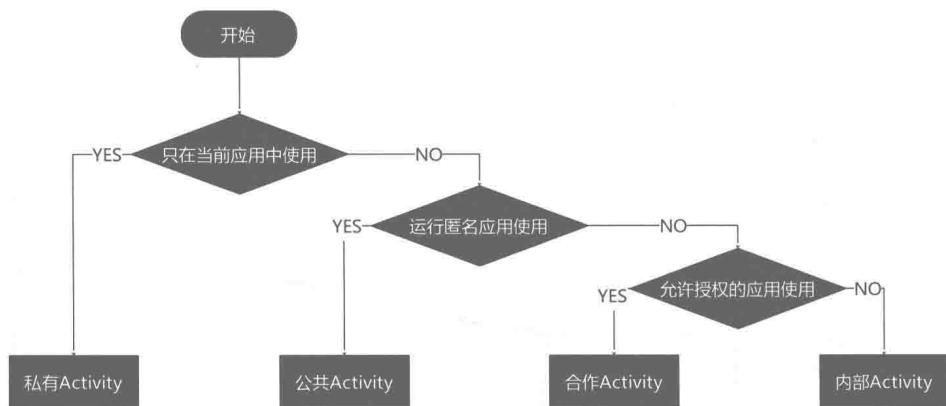 开始
YES
只在当前应用中使用
NO
YES
运行匿名应用使用
NO
YES
允许授权的应用使用
NO
私有Activity
公共Activity
合作Activity
内部Activity